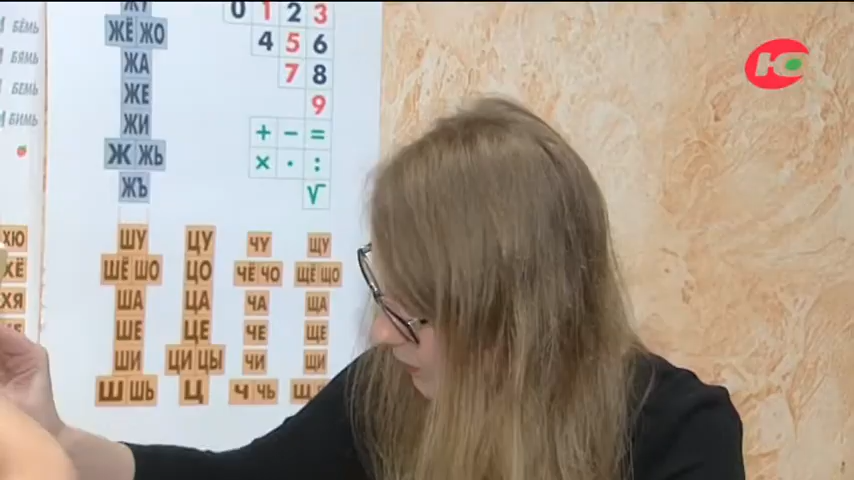 БЁМЬ
БЯМЬ
БЕМЬ
БИМЬ
ЖУ
ЖЁ ЖО
ЖА
ЖЕ
ЖИ
Ж ЖЬ
ЖЪ
0 1 2 3
4 5 6
7 8
9
+ − =
× · :
√
Ю
ХЮ
ХЁ
ХЯ
ШУ
ШЁ ШО
ША
ШЕ
ШИ
Ш ШЬ
ЦУ
ЦО
ЦА
ЦЕ
ЦИ ЦЫ
Ц
ЧУ
ЧЁ ЧО
ЧА
ЧЕ
ЧИ
Ч ЧЬ
ЩУ
ЩЁ ЩО
ЩА
ЩЕ
ЩИ
Щ